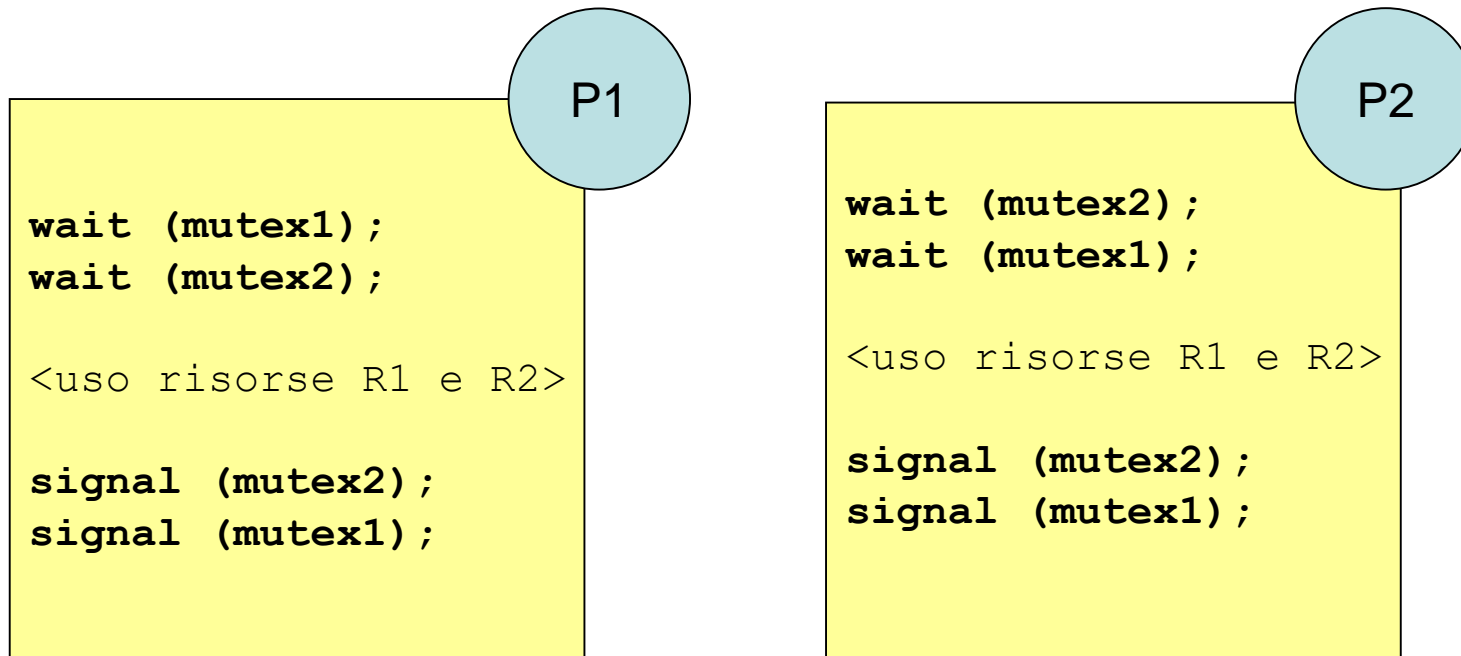 P1
wait (mutex1);
wait (mutex2);
<uso risorse R1 e R2>
signal (mutex2);
signal (mutex1);
P2
wait (mutex2);
wait (mutex1);
<uso risorse R1 e R2>
signal (mutex2);
signal (mutex1);